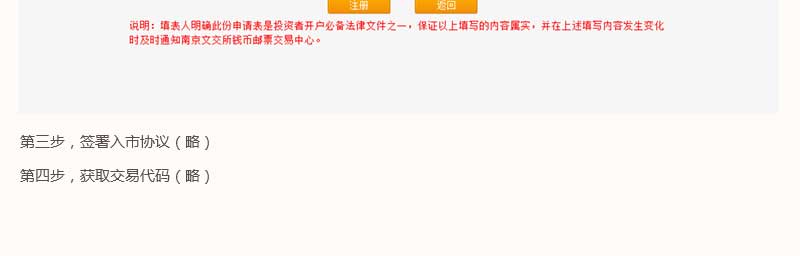 注册 返回
说明：填表人明确此份申请表是投资者开户必备法律文件之一，保证以上填写的内容属实，并在上述填写内容发生变化
时及时通知南京文交所钱币邮票交易中心。
第三步，签署入市协议（略）
第四步，获取交易代码（略）